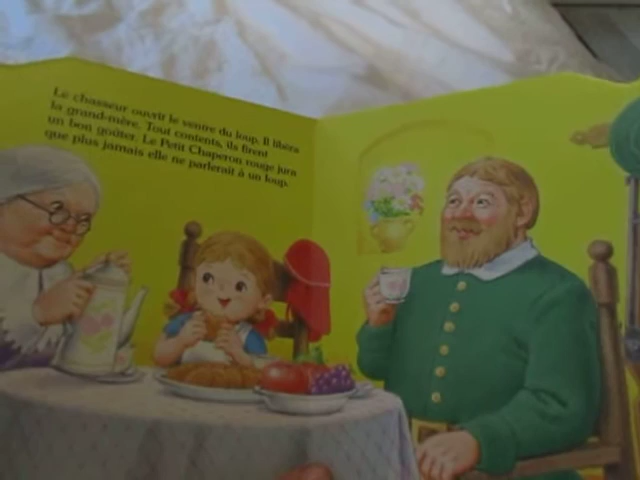 Le chasseur ouvrit le ventre du loup. Il libéra
la grand-mère. Tout contents, ils firent
un bon goûter. Le Petit Chaperon rouge jura
que plus jamais elle ne parlerait à un loup.